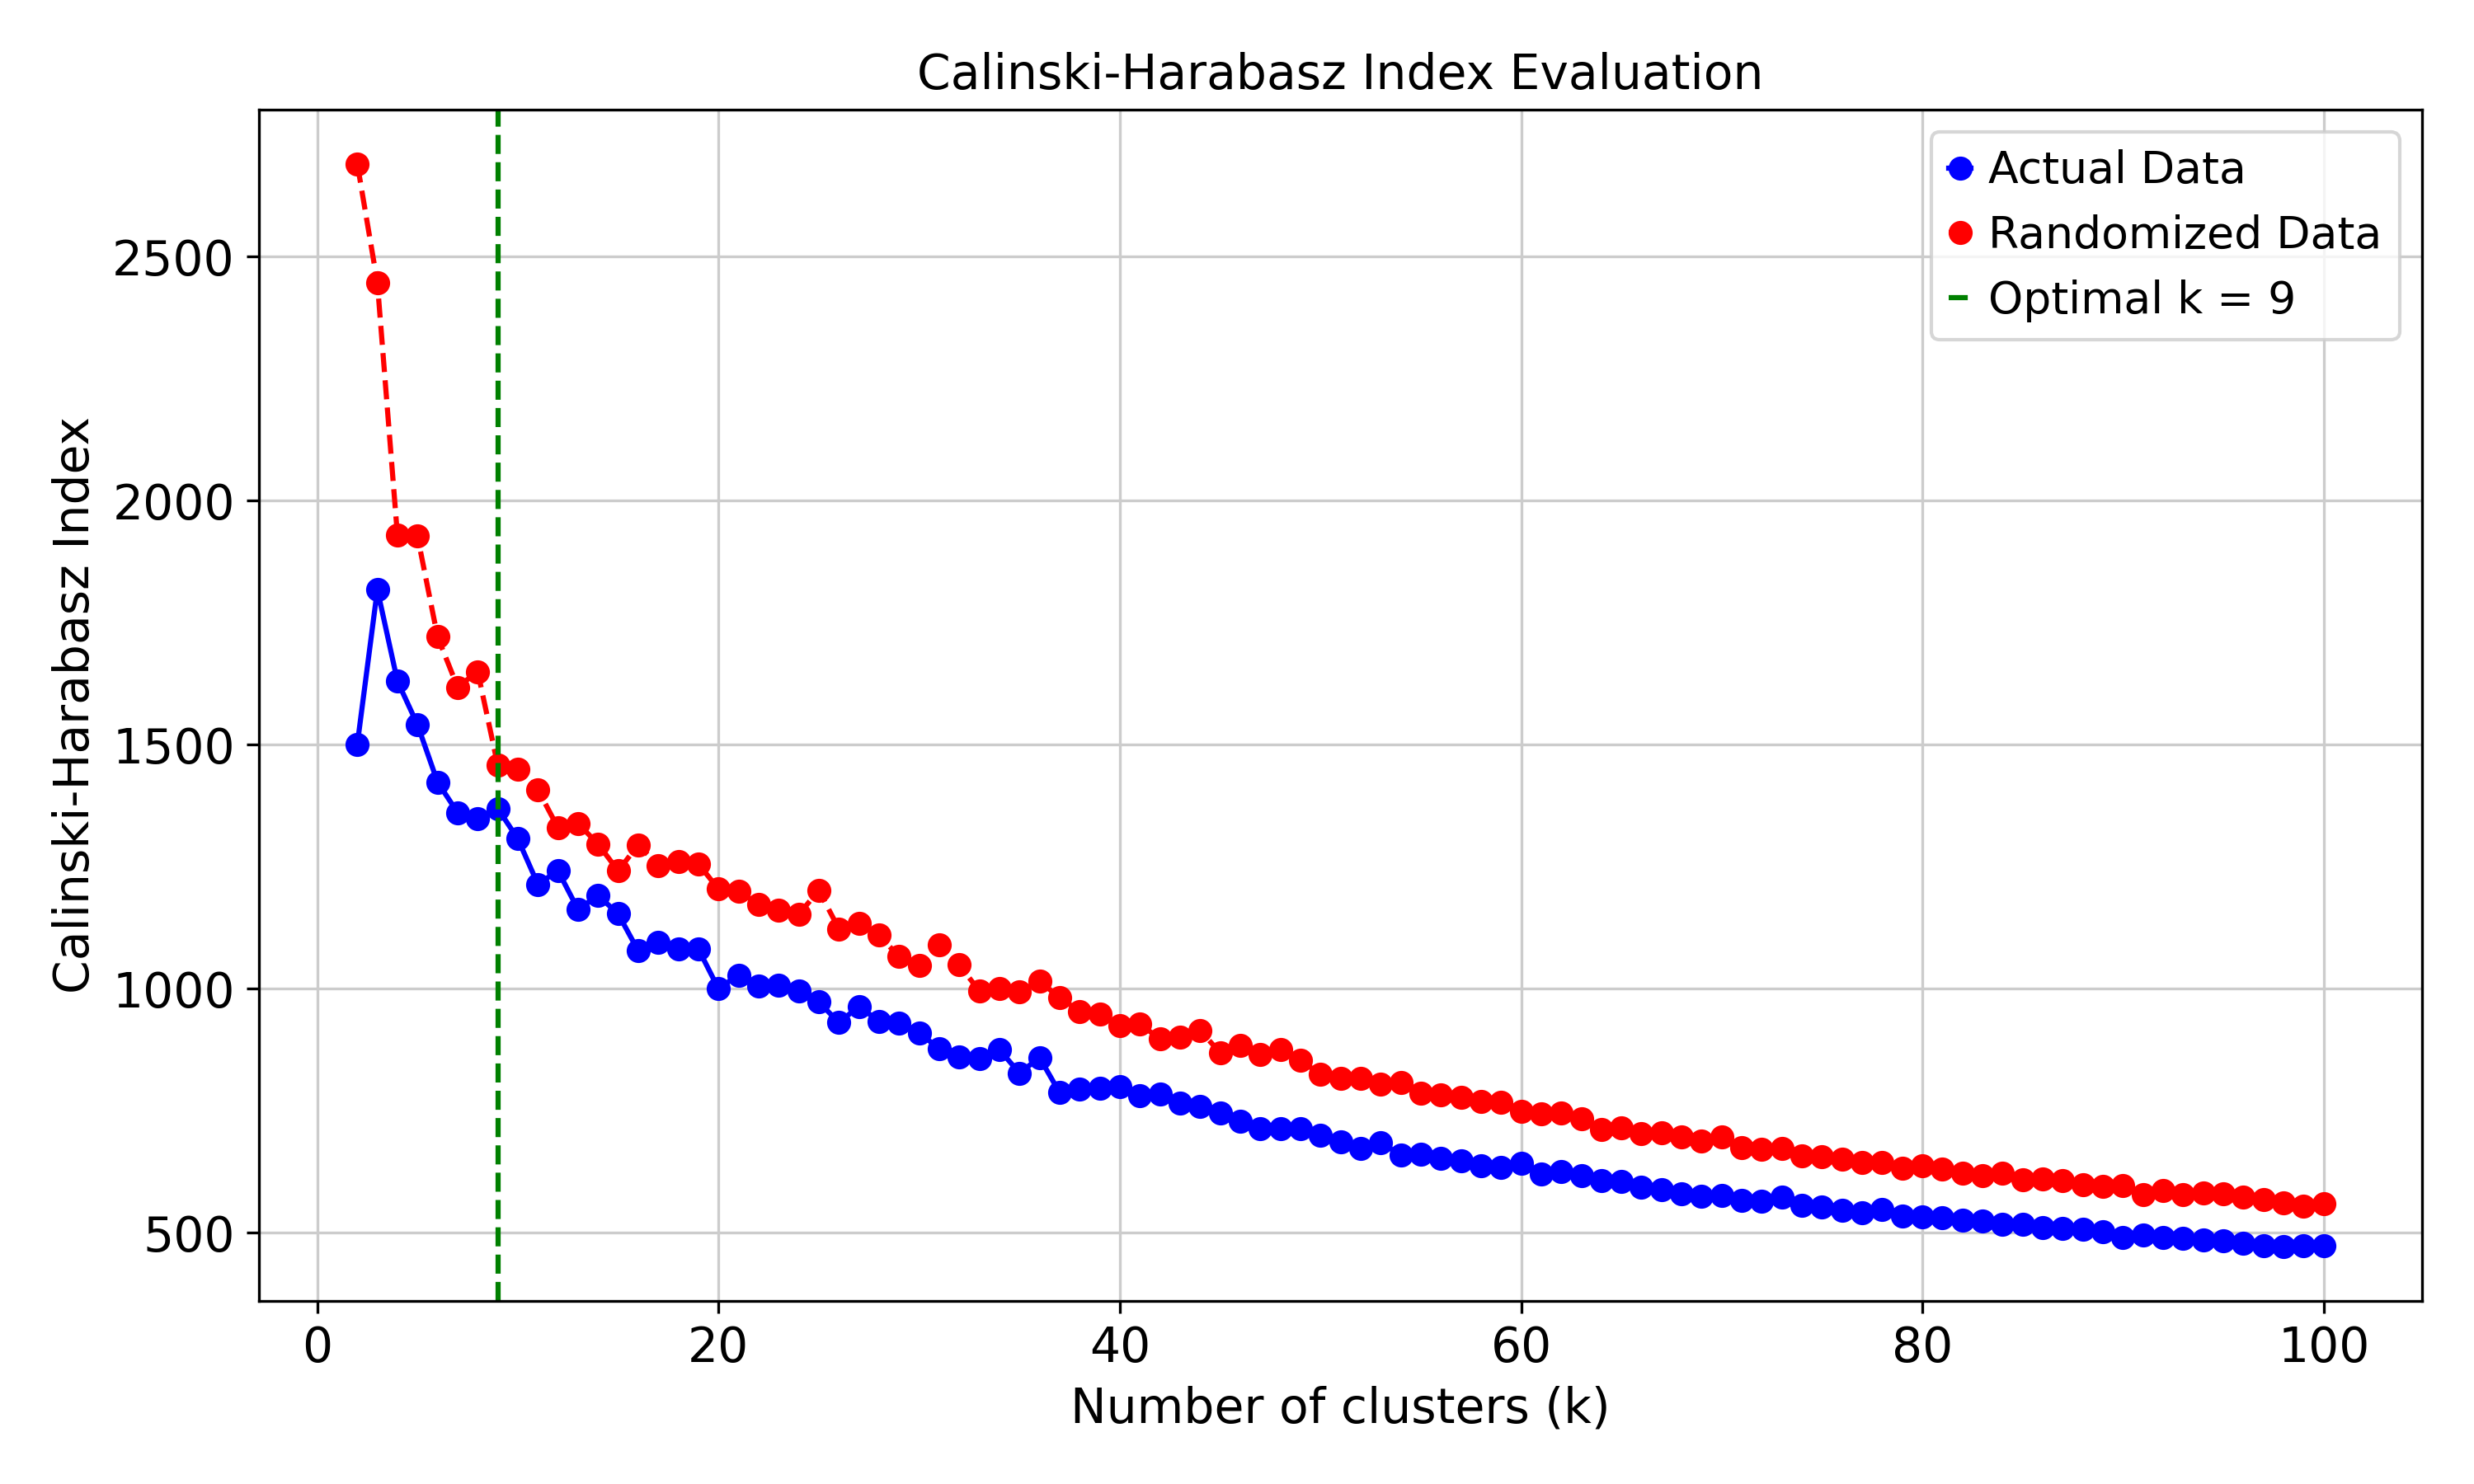 Calinski-Harabasz Index Evaluation
Actual Data
Randomized Data
Optimal k = 9
Calinski-Harabasz Index
2500
2000
1500
1000
500
0 20 40 60 80 100
Number of clusters (k)